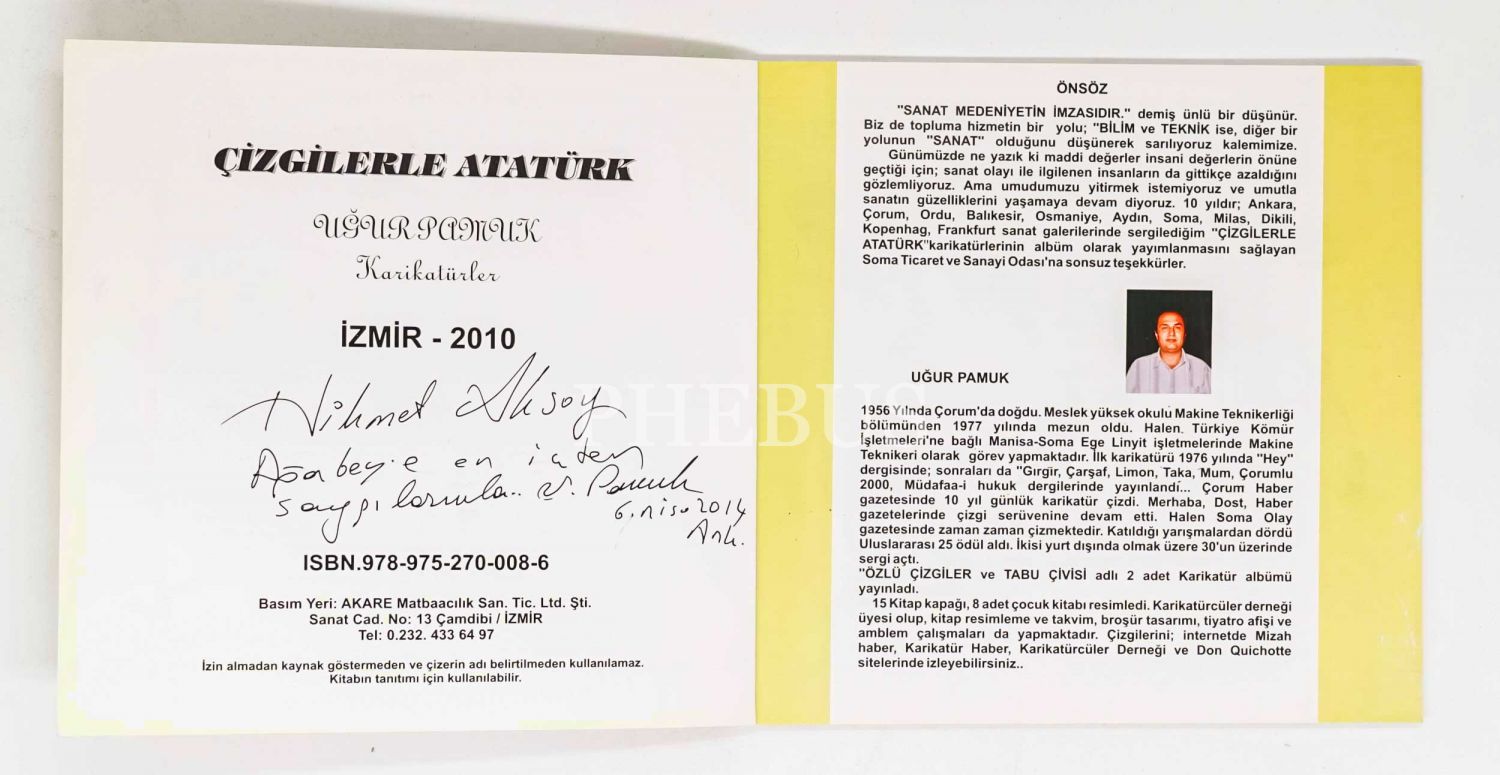 ÇİZGİLERLE ATATÜRK
UĞUR PAMUK
Karikatürler
İZMİR - 2010
Hikmet Aksoy
Ağabey'e en içten
saygılarımla.. U. Pamuk
6. nisan 2014
Ank.
ISBN.978-975-270-008-6
Basım Yeri: AKARE Matbaacılık San. Tic. Ltd. Şti.
Sanat Cad. No: 13 Çamdibi / İZMİR
Tel: 0.232. 433 64 97
İzin almadan kaynak göstermeden ve çizerin adı belirtilmeden kullanılamaz.
Kitabın tanıtımı için kullanılabilir.
PHEBUS
ÖNSÖZ
"SANAT MEDENİYETİN İMZASIDIR." demiş ünlü bir düşünür.
Biz de topluma hizmetin bir yolu; "BİLİM ve TEKNİK ise, diğer bir
yolunun "SANAT" olduğunu düşünerek sarılıyoruz kalemimize.
Günümüzde ne yazık ki maddi değerler insani değerlerin önüne
geçtiği için; sanat olayı ile ilgilenen insanların da gittikçe azaldığını
gözlemliyoruz. Ama umudumuzu yitirmek istemiyoruz ve umutla
sanatın güzelliklerini yaşamaya devam diyoruz. 10 yıldır; Ankara,
Çorum, Ordu, Balıkesir, Osmaniye, Aydın, Soma, Milas, Dikili,
Kopenhag, Frankfurt sanat galerilerinde sergilediğim "ÇİZGİLERLE
ATATÜRK"karikatürlerinin albüm olarak yayımlanmasını sağlayan
Soma Ticaret ve Sanayi Odası'na sonsuz teşekkürler.
UĞUR PAMUK
1956 Yılnda Çorum'da doğdu. Meslek yüksek okulu Makine Teknikerliği
bölümünden 1977 yılında mezun oldu. Halen. Türkiye Kömür
İşletmeleri'ne bağlı Manisa-Soma Ege Linyit işletmelerinde Makine
Teknikeri olarak görev yapmaktadır. İlk karikatürü 1976 yılında "Hey"
dergisinde; sonraları da "Gırgır, Çarşaf, Limon, Taka, Mum, Çorumlu
2000, Müdafaa-i hukuk dergilerinde yayınlandı... Çorum Haber
gazetesinde 10 yıl günlük karikatür çizdi. Merhaba, Dost, Haber
gazetelerinde çizgi serüvenine devam etti. Halen Soma Olay
gazetesinde zaman zaman çizmektedir. Katıldığı yarışmalardan dördü
Uluslararası 25 ödül aldı. İkisi yurt dışında olmak üzere 30'un üzerinde
sergi açtı.
"ÖZLÜ ÇİZGİLER ve TABU ÇİVİSİ adlı 2 adet Karikatür albümü
yayınladı.
15 Kitap kapağı, 8 adet çocuk kitabı resimledi. Karikatürcüler derneği
üyesi olup, kitap resimleme ve takvim, broşür tasarımı, tiyatro afişi ve
amblem çalışmaları da yapmaktadır. Çizgilerini; internetde Mizah
haber, Karikatür Haber, Karikatürcüler Derneği ve Don Quichotte
sitelerinde izleyebilirsiniz..